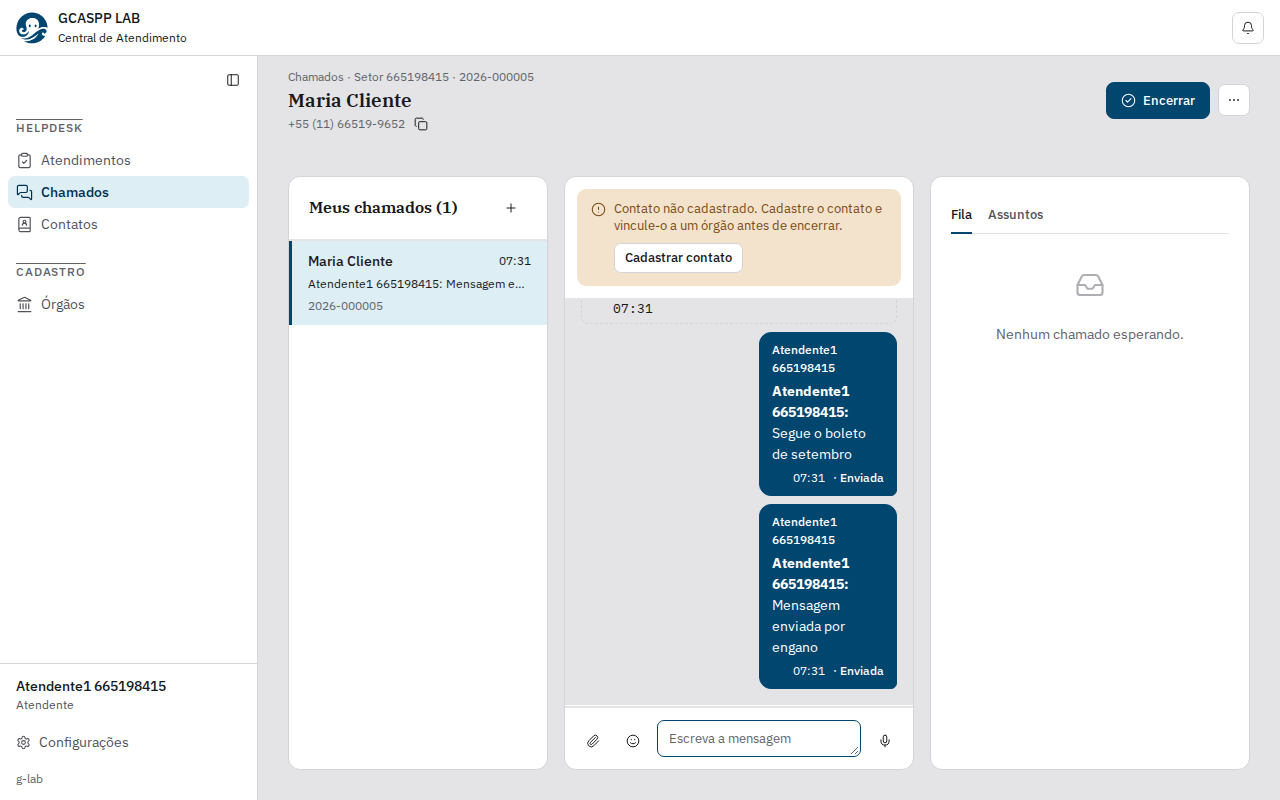 GCASPP LAB
Central de Atendimento
HELPDESK
Atendimentos
Chamados
Contatos
CADASTRO
Órgãos
Atendente1 665198415
Atendente
Configurações
g-lab
Chamados · Setor 665198415 · 2026-000005
Maria Cliente
+55 (11) 66519-9652
Encerrar
Meus chamados (1)
Maria Cliente 07:31
Atendente1 665198415: Mensagem e...
2026-000005
Contato não cadastrado. Cadastre o contato e
vincule-o a um órgão antes de encerrar.
Cadastrar contato
07:31
Atendente1
665198415
Atendente1
665198415:
Segue o boleto
de setembro
07:31 · Enviada
Atendente1
665198415
Atendente1
665198415:
Mensagem
enviada por
engano
07:31 · Enviada
Escreva a mensagem
Fila Assuntos
Nenhum chamado esperando.